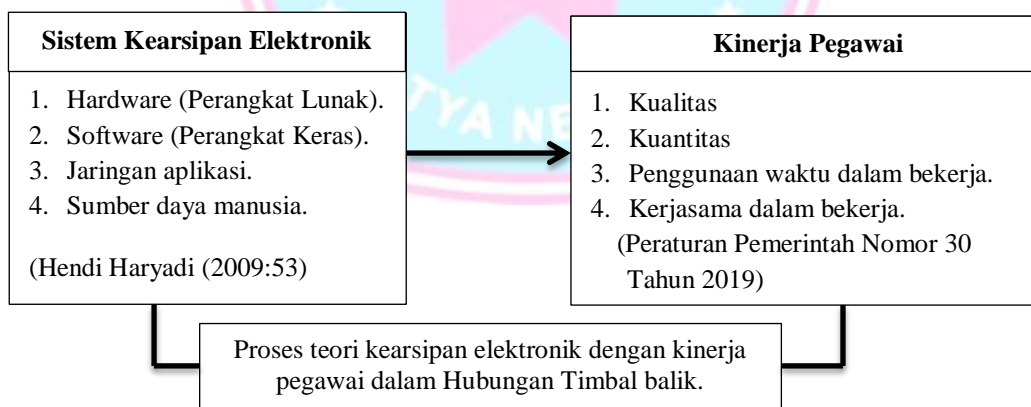 Sistem Kearsipan Elektronik
1. Hardware (Perangkat Lunak).
2. Software (Perangkat Keras).
3. Jaringan aplikasi.
4. Sumber daya manusia.
(Hendi Haryadi (2009:53)
Kinerja Pegawai
1. Kualitas
2. Kuantitas
3. Penggunaan waktu dalam bekerja.
4. Kerjasama dalam bekerja.
(Peraturan Pemerintah Nomor 30
Tahun 2019)
TYA NE
Proses teori kearsipan elektronik dengan kinerja
pegawai dalam Hubungan Timbal balik.